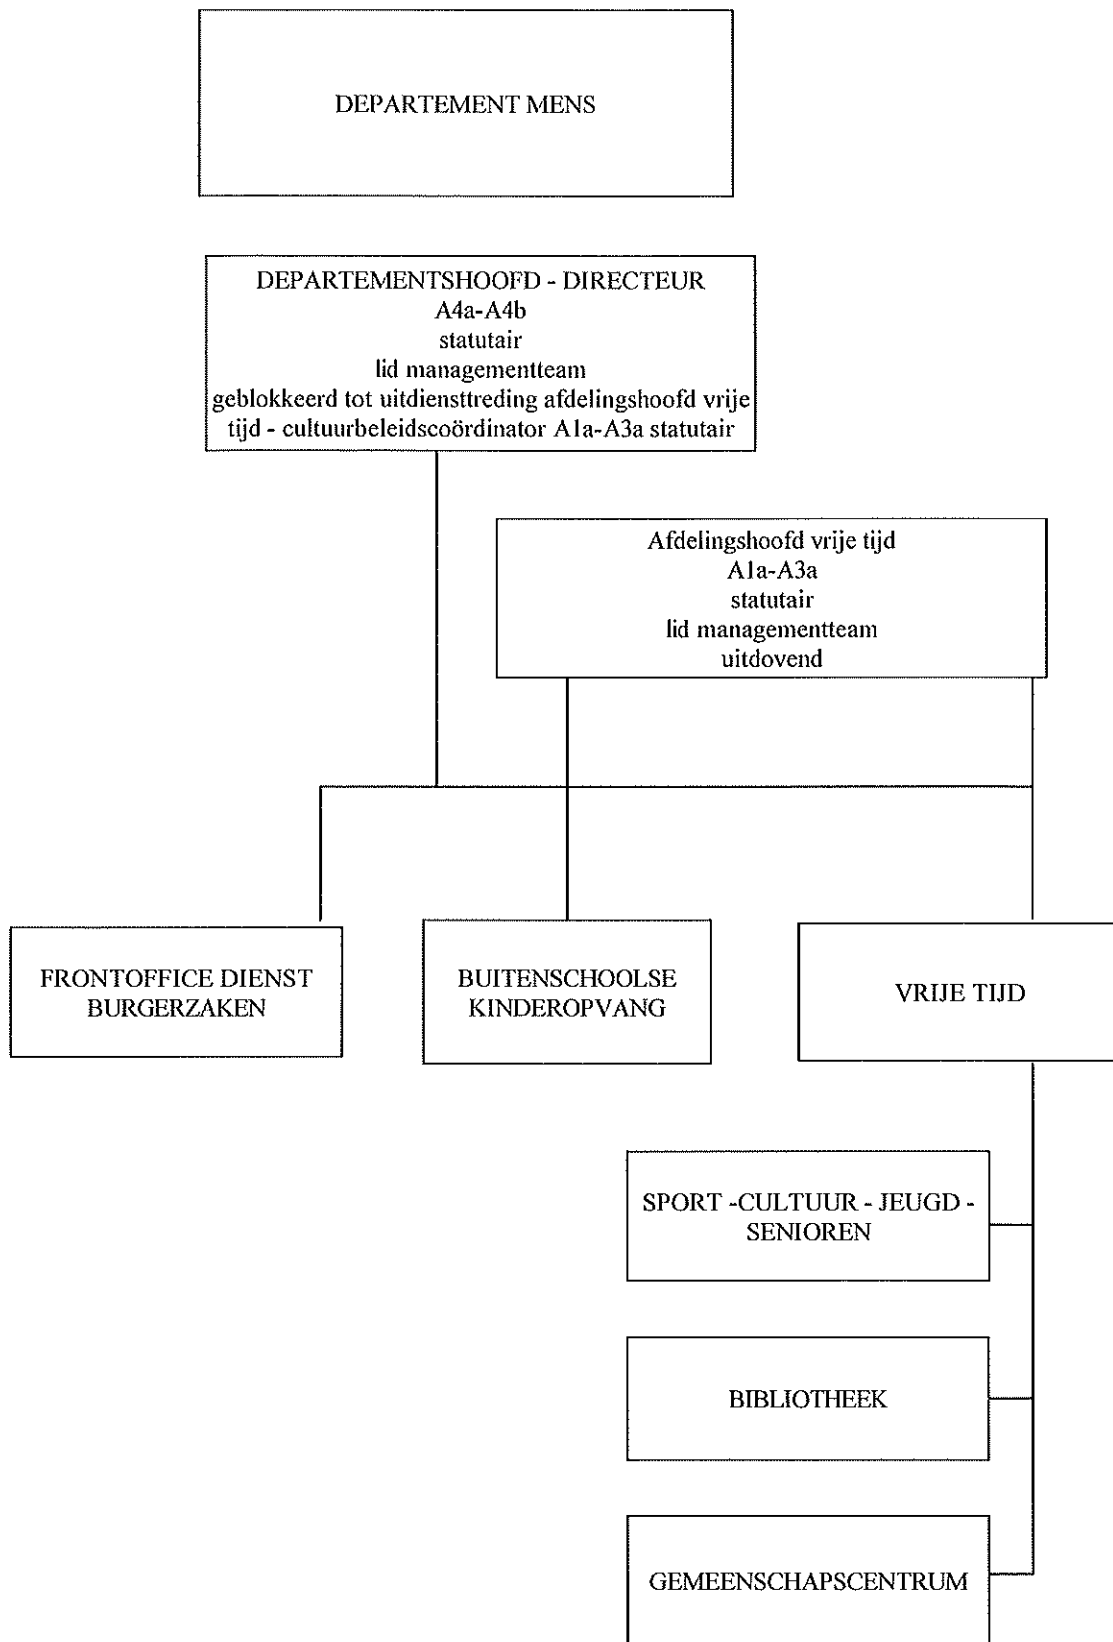 DEPARTEMENT MENS
DEPARTEMENTSHOOFD - DIRECTEUR
A4a-A4b
statutair
lid managementteam
geblokkeerd tot uitdiensttreding afdelingshoofd vrije
tijd - cultuurbeleidscoördinator A1a-A3a statutair
Afdelingshoofd vrije tijd
A1a-A3a
statutair
lid managementteam
uitdovend
FRONTOFFICE DIENST
BURGERZAKEN
BUITENSCHOOLSE
KINDEROPVANG
VRIJE TIJD
SPORT -CULTUUR - JEUGD -
SENIOREN
BIBLIOTHEEK
GEMEENSCHAPSCENTRUM